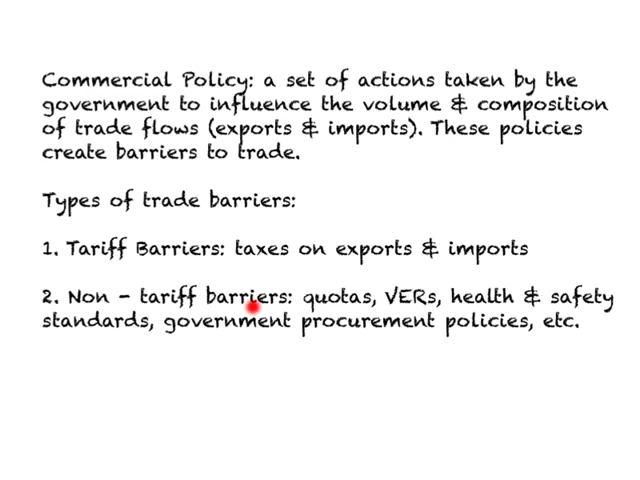 Commercial Policy: a set of actions taken by the
government to influence the volume & composition
of trade flows (exports & imports). These policies
create barriers to trade.
Types of trade barriers:
1. Tariff Barriers: taxes on exports & imports
2. Non - tariff barriers: quotas, VERs, health & safety
standards, government procurement policies, etc.